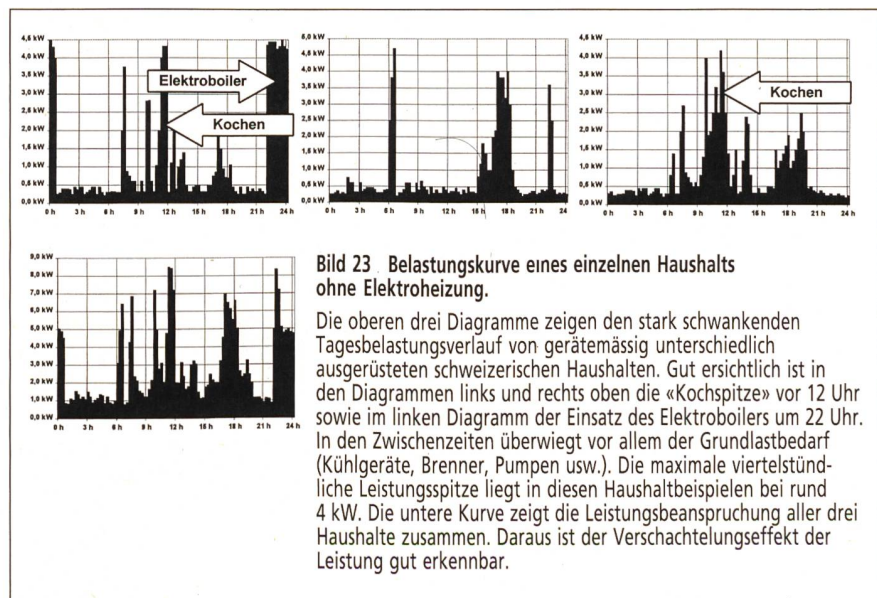 4,5 kW
4,0 kW
3,5 kW
3,0 kW
2,5 kW
2,0 kW
1,5 kW
1,0 kW
0,5 kW
0,0 kW
Elektroboiler
Kochen
0 h 3 h 6 h 9 h 12 h 15 h 18 h 21 h 24 h
5,0 kW
4,5 kW
4,0 kW
3,5 kW
3,0 kW
2,5 kW
2,0 kW
1,5 kW
1,0 kW
0,5 kW
0,0 kW
0 h 3 h 6 h 9 h 12 h 15 h 18 h 21 h 24 h
4,5 kW
4,0 kW
3,5 kW
3,0 kW
2,5 kW
2,0 kW
1,5 kW
1,0 kW
0,5 kW
0,0 kW
Kochen
0 h 3 h 6 h 9 h 12 h 15 h 18 h 21 h 24 h
9,0 kW
8,0 kW
7,0 kW
6,0 kW
5,0 kW
4,0 kW
3,0 kW
2,0 kW
1,0 kW
0,0 kW
0 h 3 h 6 h 9 h 12 h 15 h 18 h 21 h 24 h
Bild 23 Belastungskurve eines einzelnen Haushalts
ohne Elektroheizung.
Die oberen drei Diagramme zeigen den stark schwankenden
Tagesbelastungsverlauf von gerätemässig unterschiedlich
ausgerüsteten schweizerischen Haushalten. Gut ersichtlich ist in
den Diagrammen links und rechts oben die «Kochspitze» vor 12 Uhr
sowie im linken Diagramm der Einsatz des Elektroboilers um 22 Uhr.
In den Zwischenzeiten überwiegt vor allem der Grundlastbedarf
(Kühlgeräte, Brenner, Pumpen usw.). Die maximale viertelstünd-
liche Leistungsspitze liegt in diesen Haushaltbeispielen bei rund
4 kW. Die untere Kurve zeigt die Leistungsbeanspruchung aller drei
Haushalte zusammen. Daraus ist der Verschachtelungseffekt der
Leistung gut erkennbar.